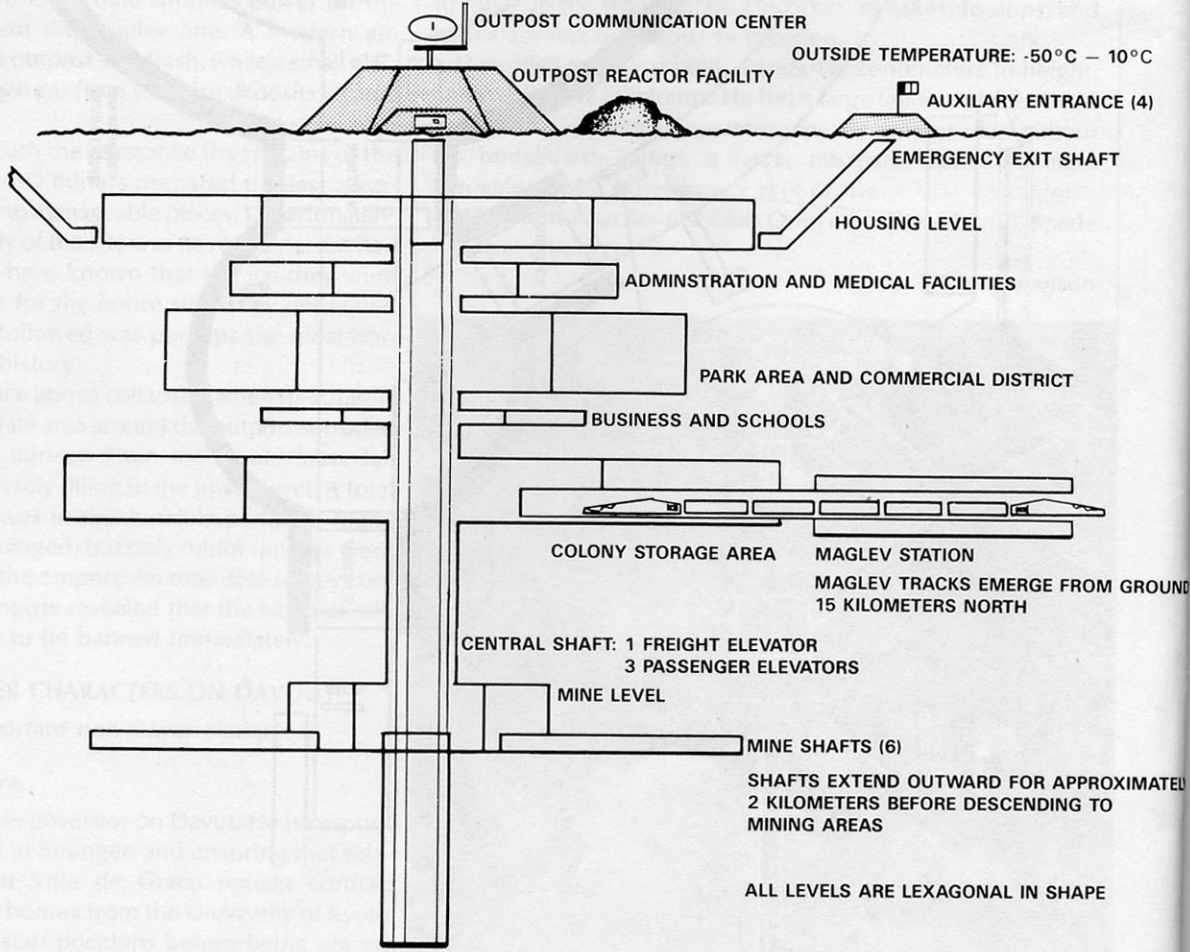 OUTPOST COMMUNICATION CENTER
OUTSIDE TEMPERATURE: -50°C – 10°C
OUTPOST REACTOR FACILITY
AUXILARY ENTRANCE (4)
EMERGENCY EXIT SHAFT
HOUSING LEVEL
ADMINSTRATION AND MEDICAL FACILITIES
PARK AREA AND COMMERCIAL DISTRICT
BUSINESS AND SCHOOLS
COLONY STORAGE AREA
MAGLEV STATION
MAGLEV TRACKS EMERGE FROM GROUND
15 KILOMETERS NORTH
CENTRAL SHAFT: 1 FREIGHT ELEVATOR
3 PASSENGER ELEVATORS
MINE LEVEL
MINE SHAFTS (6)
SHAFTS EXTEND OUTWARD FOR APPROXIMATEL
2 KILOMETERS BEFORE DESCENDING TO
MINING AREAS
ALL LEVELS ARE LEXAGONAL IN SHAPE